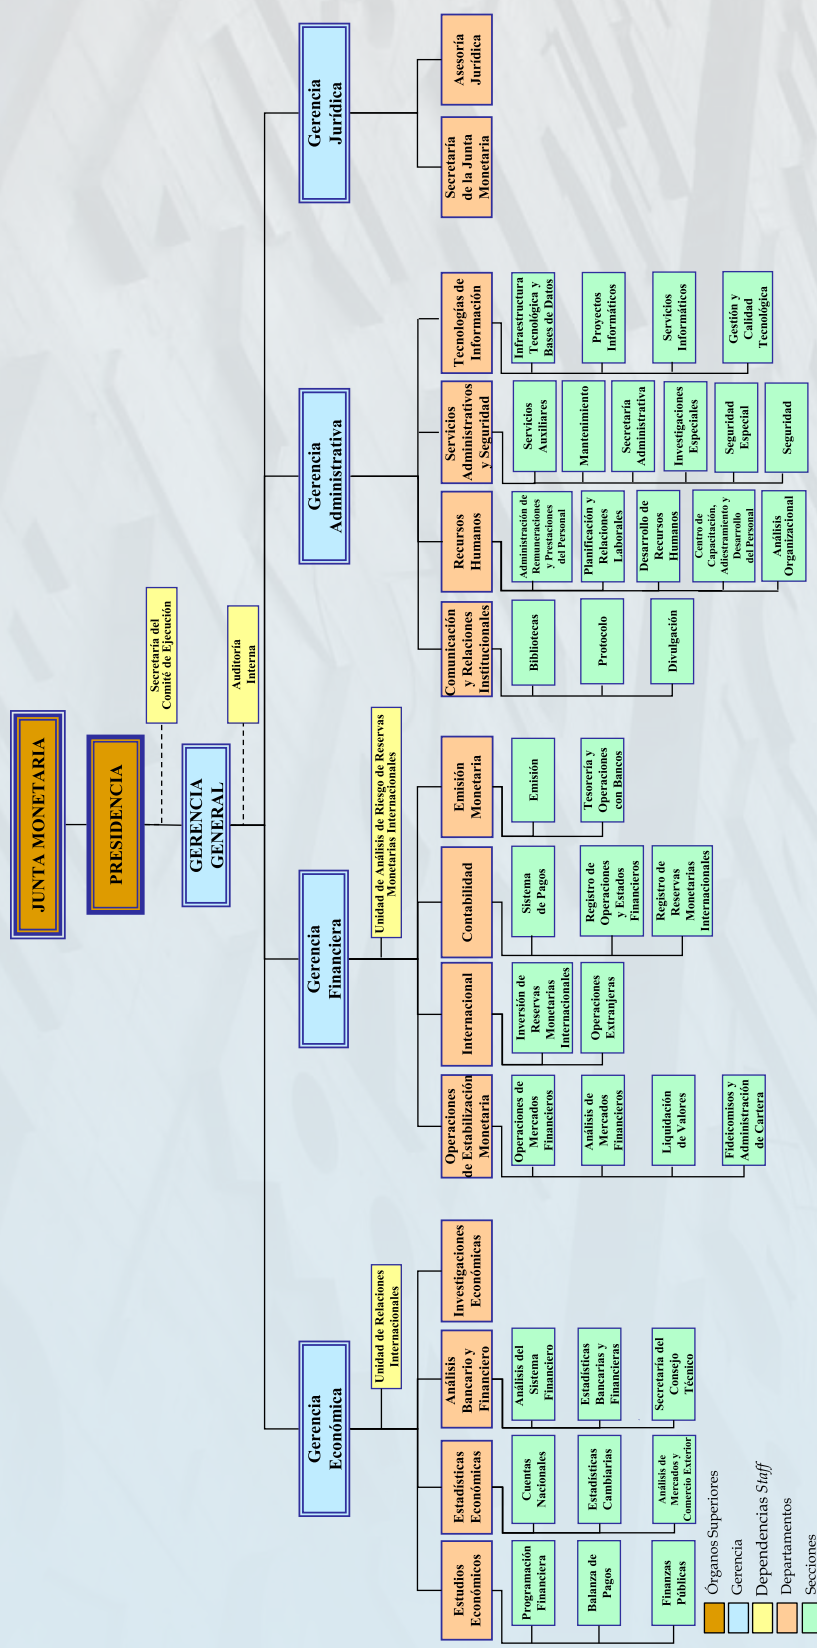 JUNTA MONETARIA
PRESIDENCIA
Secretaría del
Comité de Ejecución
GERENCIA
GENERAL
Auditoría
Interna
Gerencia
Económica
Gerencia
Financiera
Gerencia
Administrativa
Gerencia
Jurídica
Unidad de Relaciones
Internacionales
Unidad de Análisis de Riesgo de Reservas
Monetarias Internacionales
Estudios
Económicos
Estadísticas
Económicas
Análisis
Bancario y
Financiero
Investigaciones
Económicas
Operaciones
de Estabilización
Monetaria
Internacional
Contabilidad
Emisión
Monetaria
Comunicación
y Relaciones
Institucionales
Recursos
Humanos
Servicios
Administrativos
y Seguridad
Tecnologías de
Información
Secretaría
de la Junta
Monetaria
Asesoría
Jurídica
Programación
Financiera
Balanza de
Pagos
Finanzas
Públicas
Cuentas
Nacionales
Estadísticas
Cambiarias
Análisis de
Mercados y
Comercio Exterior
Análisis del
Sistema
Financiero
Estadísticas
Bancarias y
Financieras
Secretaría del
Consejo
Técnico
Operaciones de
Mercados
Financieros
Análisis de
Mercados
Financieros
Liquidación
de Valores
Fideicomisos y
Administración
de Cartera
Inversión de
Reservas
Monetarias
Internacionales
Operaciones
Extranjeras
Sistema
de Pagos
Registro de
Operaciones
y Estados
Financieros
Registro de
Reservas
Monetarias
Internacionales
Emisión
Tesorería y
Operaciones
con Bancos
Bibliotecas
Protocolo
Divulgación
Administración de
Remuneraciones
y Prestaciones
del Personal
Planificación y
Relaciones
Laborales
Desarrollo de
Recursos
Humanos
Centro de
Capacitación,
Adiestramiento y
Desarrollo
del Personal
Análisis
Organizacional
Servicios
Auxiliares
Mantenimiento
Secretaría
Administrativa
Investigaciones
Especiales
Seguridad
Especial
Seguridad
Infraestructura
Tecnológica y
Bases de Datos
Proyectos
Informáticos
Servicios
Informáticos
Gestión y
Calidad
Tecnológica
Órganos Superiores
Gerencia
Dependencias Staff
Departamentos
Secciones